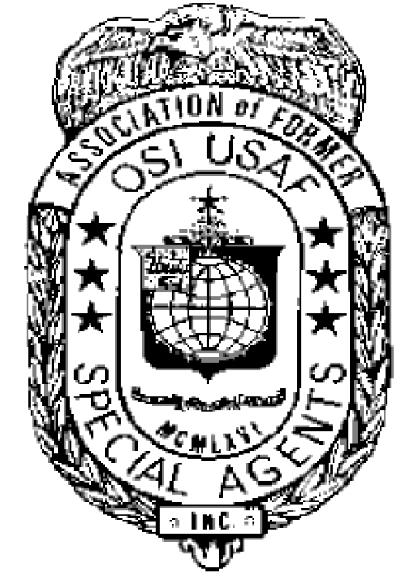 ASSOCIATION of FORMER
OSI USAF
MCMLXVI
SPECIAL AGENTS
INC.